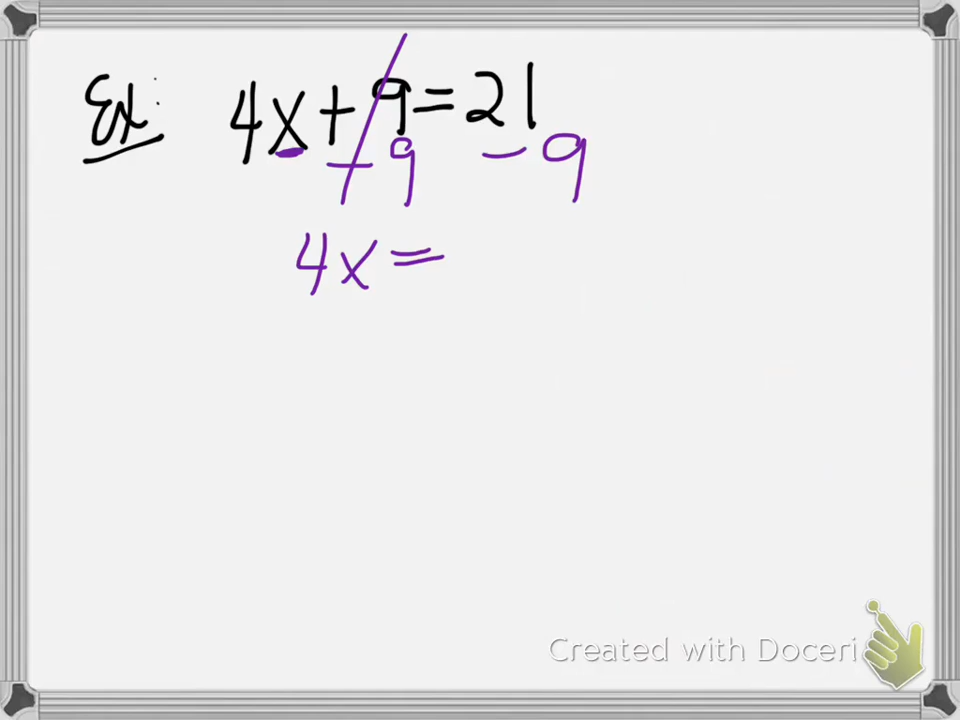 Ex: 4x + 9 = 21
- 9 - 9
4x =
Created with Doceri